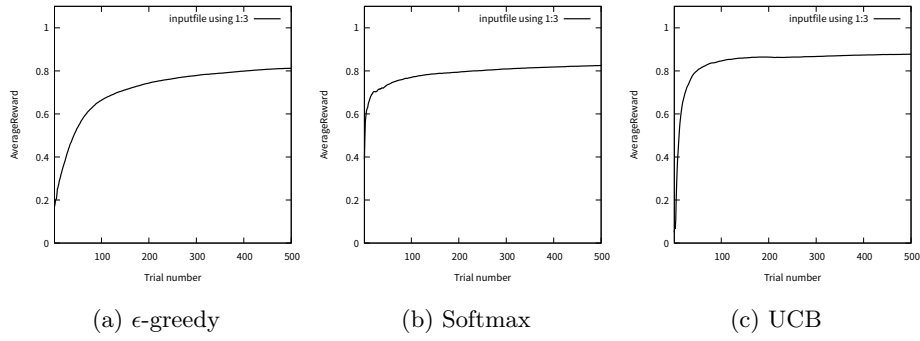 inputfile using 1:3
1
0.8
0.6
0.4
0.2
0
AverageReward
100 200 300 400 500
Trial number
(a) ϵ-greedy
inputfile using 1:3
1
0.8
0.6
0.4
0.2
0
AverageReward
100 200 300 400 500
Trial number
(b) Softmax
inputfile using 1:3
1
0.8
0.6
0.4
0.2
0
AverageReward
100 200 300 400 500
Trial number
(c) UCB